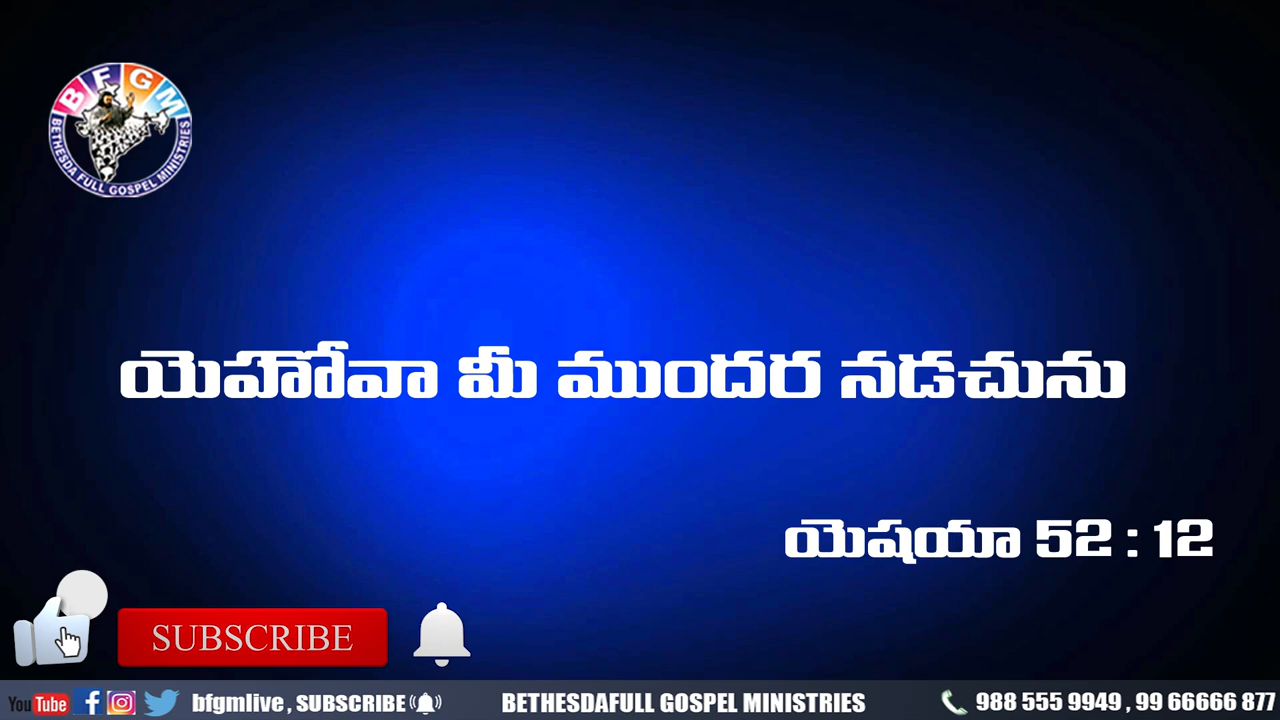 BFGM
BETHESDA FULL GOSPEL MINISTRIES
యెహోవా మీ ముందర నడచును
యెషయా 52 : 12
SUBSCRIBE
YouTube bfgmlive , SUBSCRIBE BETHESDAFULL GOSPEL MINISTRIES 988 555 9949 , 99 66666 877